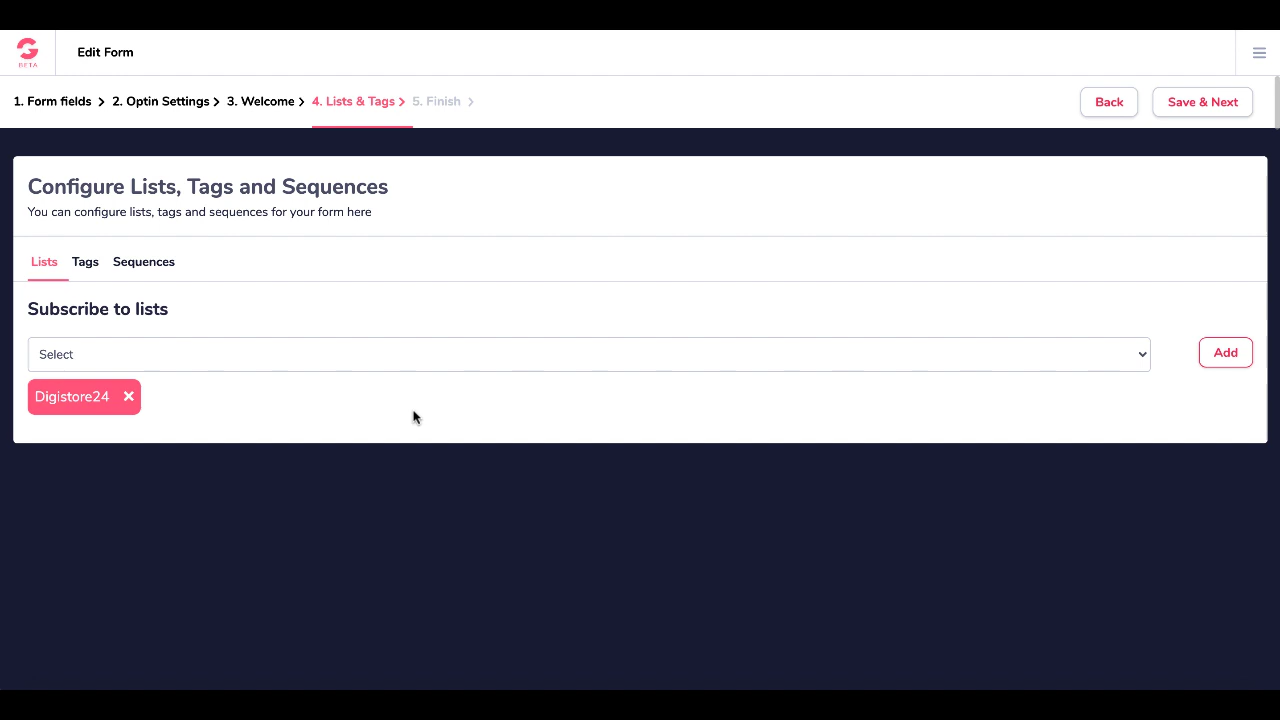 BETA
Edit Form
1. Form fields
2. Optin Settings
3. Welcome
4. Lists & Tags
5. Finish
Back
Save & Next
Configure Lists, Tags and Sequences
You can configure lists, tags and sequences for your form here
Lists
Tags
Sequences
Subscribe to lists
Select
Add
Digistore24